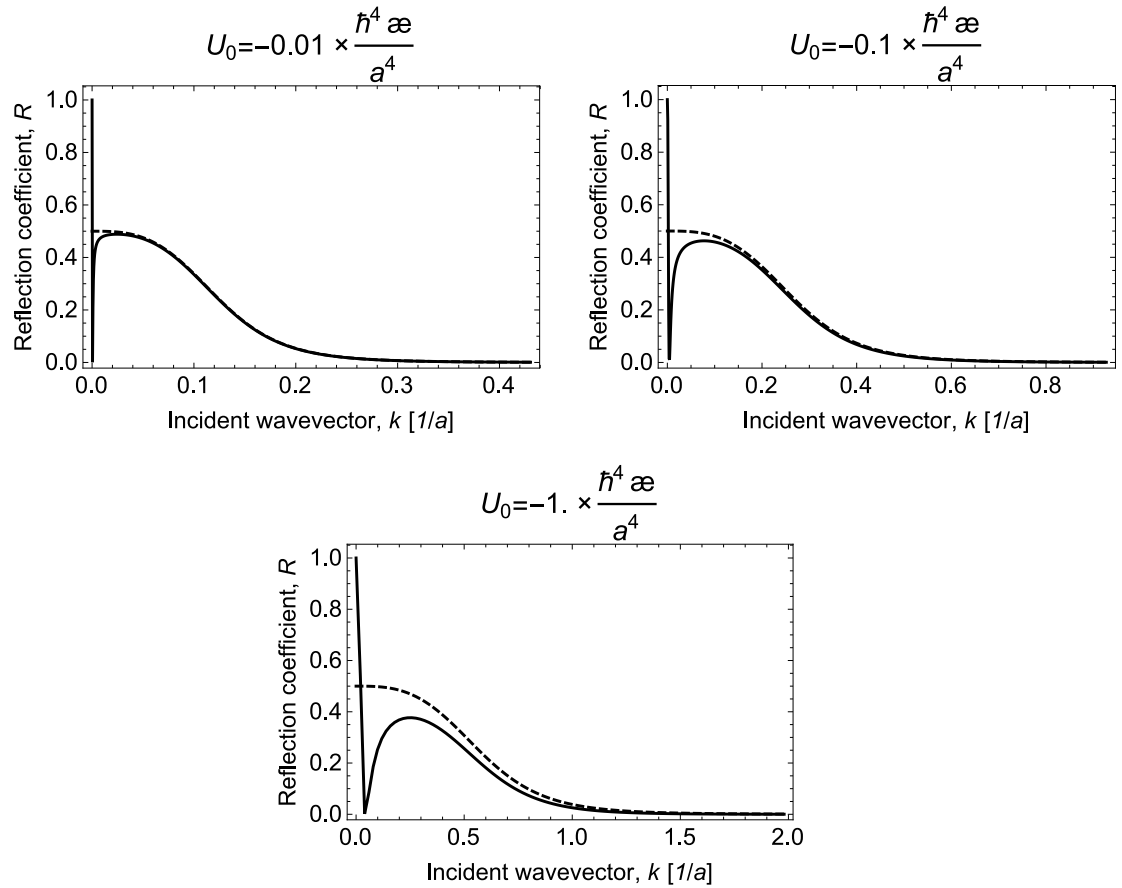 U₀=−0.01 × ħ⁴ æ / a⁴
Reflection coefficient, R
1.0
0.8
0.6
0.4
0.2
0.0
0.0 0.1 0.2 0.3 0.4
Incident wavevector, k [1/a]
U₀=−0.1 × ħ⁴ æ / a⁴
Reflection coefficient, R
1.0
0.8
0.6
0.4
0.2
0.0
0.0 0.2 0.4 0.6 0.8
Incident wavevector, k [1/a]
U₀=−1. × ħ⁴ æ / a⁴
Reflection coefficient, R
1.0
0.8
0.6
0.4
0.2
0.0
0.0 0.5 1.0 1.5 2.0
Incident wavevector, k [1/a]